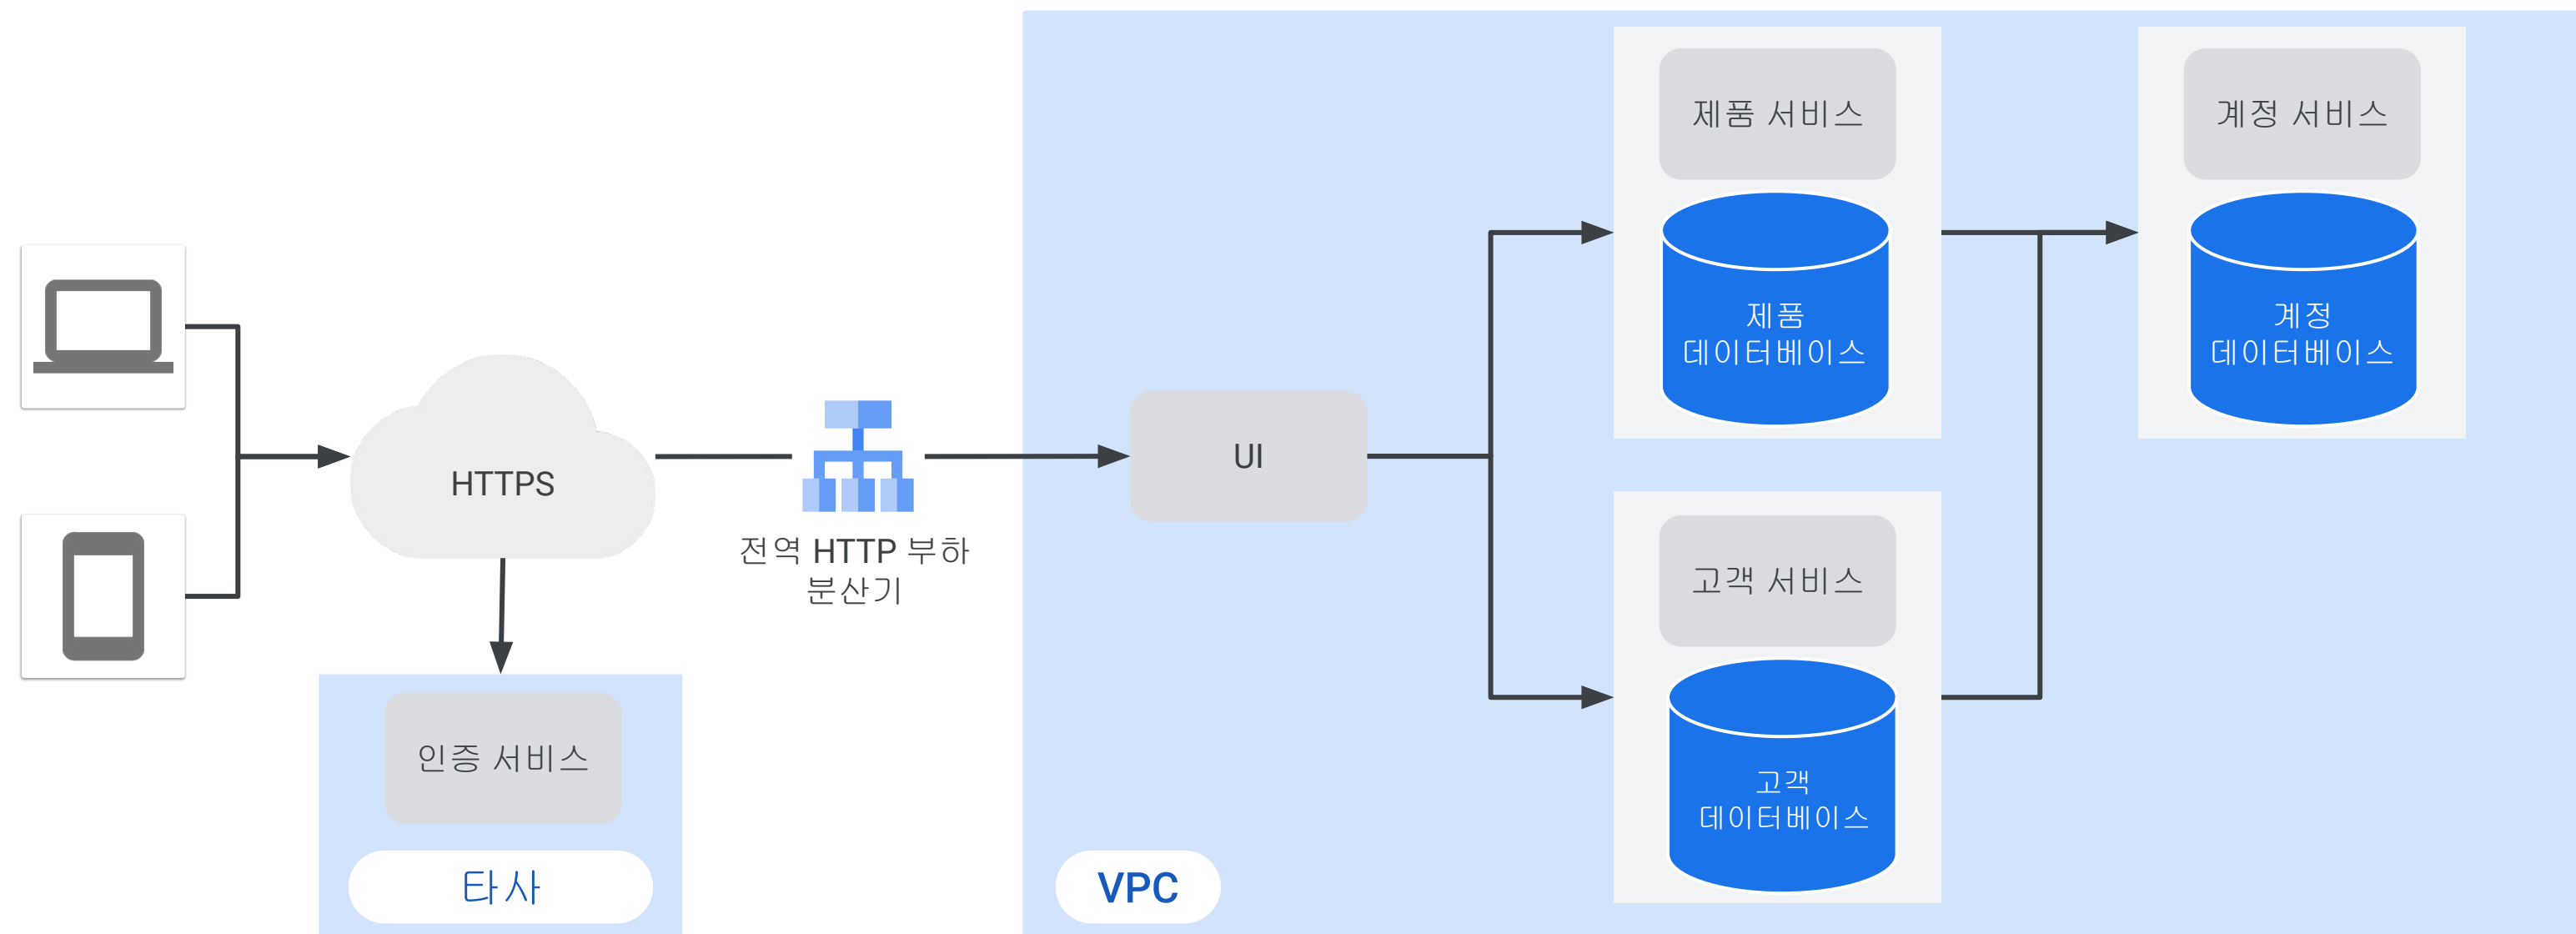 HTTPS
인증 서비스
타사
전역 HTTP 부하
분산기
VPC
UI
제품 서비스
제품
데이터베이스
고객 서비스
고객
데이터베이스
계정 서비스
계정
데이터베이스